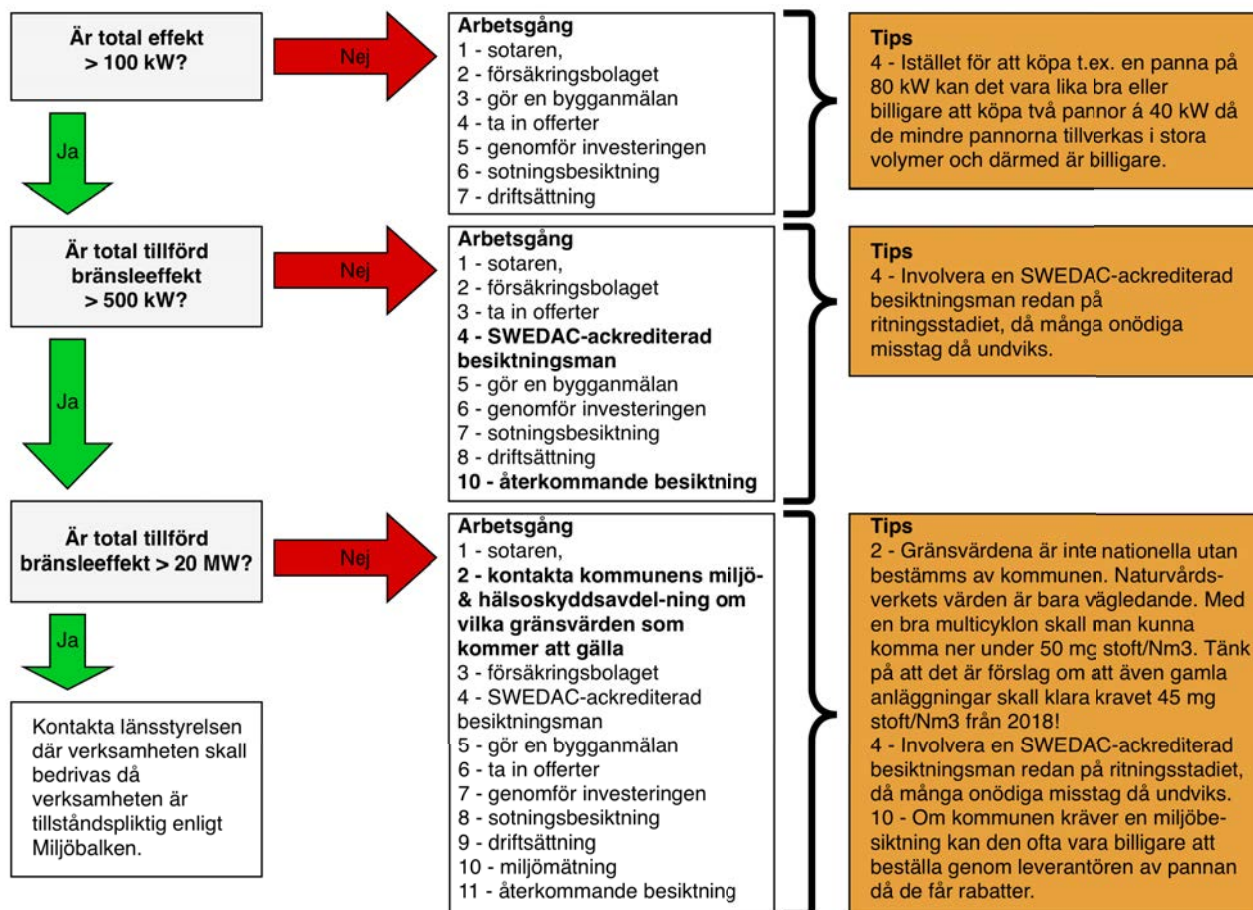 Är total effekt
> 100 kW?
Nej
Arbetsgång
1 - sotaren,
2 - försäkringsbolaget
3 - gör en bygganmälan
4 - ta in offerter
5 - genomför investeringen
6 - sotningsbesiktning
7 - driftsättning
Tips
4 - Istället för att köpa t.ex. en panna på
80 kW kan det vara lika bra eller
billigare att köpa två pannor á 40 kW då
de mindre pannorna tillverkas i stora
volymer och därmed är billigare.
Ja
Är total tillförd
bränsleeffekt
> 500 kW?
Nej
Arbetsgång
1 - sotaren,
2 - försäkringsbolaget
3 - ta in offerter
4 - SWEDAC-ackrediterad
besiktningsman
5 - gör en bygganmälan
6 - genomför investeringen
7 - sotningsbesiktning
8 - driftsättning
10 - återkommande besiktning
Tips
4 - Involvera en SWEDAC-ackrediterad
besiktningsman redan på
ritningsstadiet, då många onödiga
misstag då undviks.
Ja
Är total tillförd
bränsleeffekt > 20 MW?
Nej
Arbetsgång
1 - sotaren,
2 - kontakta kommunens miljö-
& hälsoskyddsavdel-ning om
vilka gränsvärden som
kommer att gälla
3 - försäkringsbolaget
4 - SWEDAC-ackrediterad
besiktningsman
5 - gör en bygganmälan
6 - ta in offerter
7 - genomför investeringen
8 - sotningsbesiktning
9 - driftsättning
10 - miljömätning
11 - återkommande besiktning
Tips
2 - Gränsvärdena är inte nationella utan
bestämms av kommunen. Naturvårds-
verkets värden är bara vägledande. Med
en bra multicyklon skall man kunna
komma ner under 50 mg stoft/Nm3. Tänk
på att det är förslag om att även gamla
anläggningar skall klara kravet 45 mg
stoft/Nm3 från 2018!
4 - Involvera en SWEDAC-ackrediterad
besiktningsman redan på ritningsstadiet,
då många onödiga misstag då undviks.
10 - Om kommunen kräver en miljöbe-
siktning kan den ofta vara billigare att
beställa genom leverantören av pannan
då de får rabatter.
Ja
Kontakta länsstyrelsen
där verksamheten skall
bedrivas då
verksamheten är
tillståndspliktig enligt
Miljöbalken.